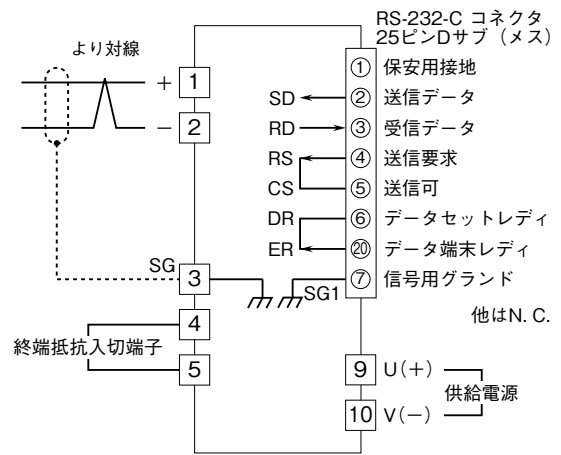 RS-232-C コネクタ
25ピンDサブ（メス）
より対線
+ 1
− 2
SG 3
4
5
終端抵抗入切端子
① 保安用接地
SD ② 送信データ
RD ③ 受信データ
RS ④ 送信要求
CS ⑤ 送信可
DR ⑥ データセットレディ
ER ⑳ データ端末レディ
SG1 ⑦ 信号用グランド
他はN. C.
9 U(+)
供給電源
10 V(−)